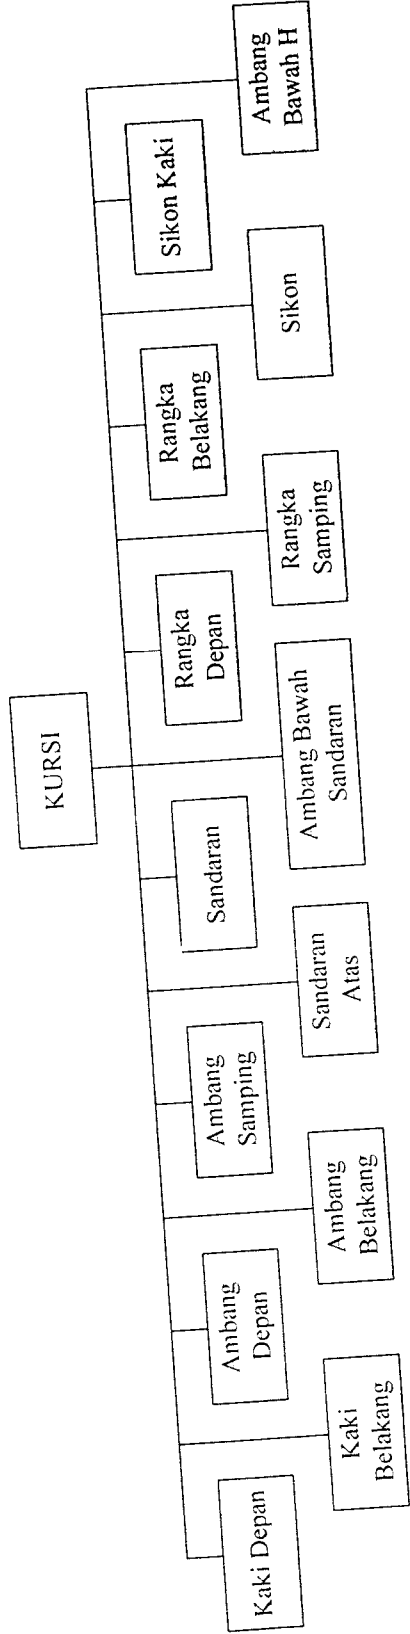 KURSI
Kaki Depan
Kaki
Belakang
Ambang
Depan
Ambang
Belakang
Ambang
Samping
Sandaran
Atas
Sandaran
Ambang Bawah
Sandaran
Rangka
Depan
Rangka
Samping
Rangka
Belakang
Sikon
Sikon Kaki
Ambang
Bawah H